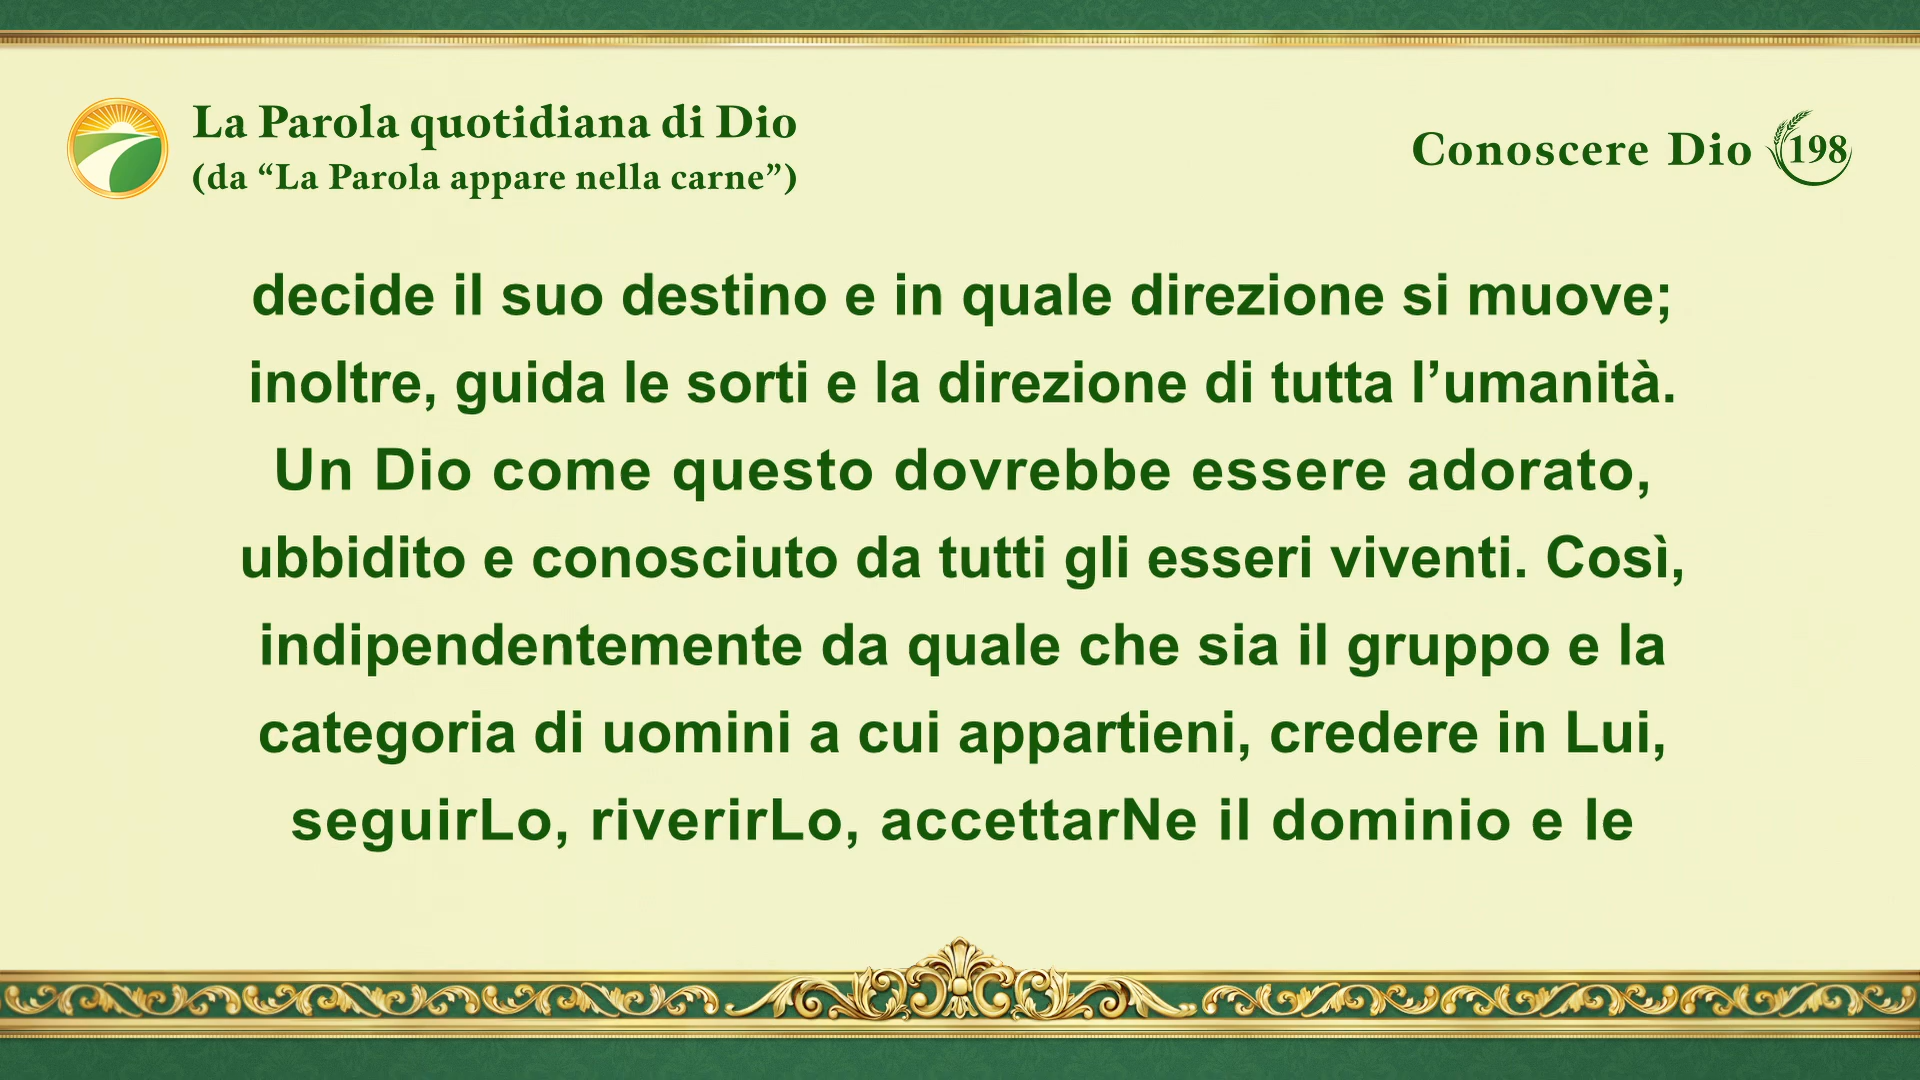 La Parola quotidiana di Dio
(da “La Parola appare nella carne”)
Conoscere Dio 198
decide il suo destino e in quale direzione si muove;
inoltre, guida le sorti e la direzione di tutta l’umanità.
Un Dio come questo dovrebbe essere adorato,
ubbidito e conosciuto da tutti gli esseri viventi. Così,
indipendentemente da quale che sia il gruppo e la
categoria di uomini a cui appartieni, credere in Lui,
seguirLo, riverirLo, accettarNe il dominio e le